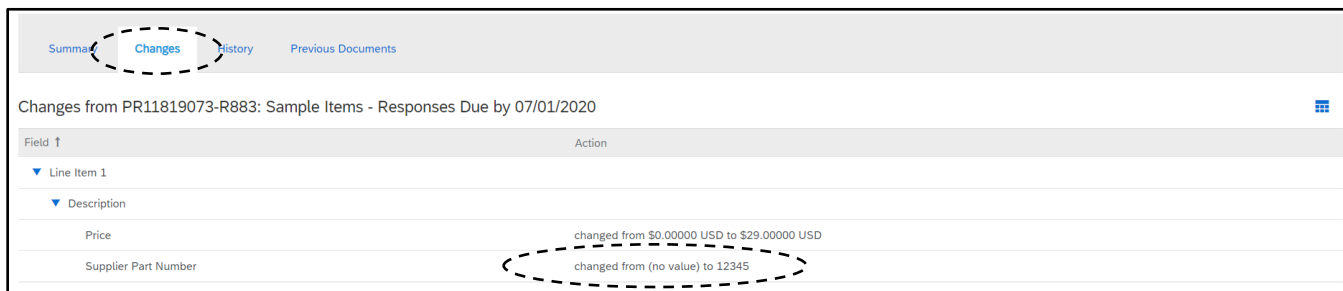 Summary Changes History Previous Documents
Changes from PR11819073-R883: Sample Items - Responses Due by 07/01/2020
Field ↑ Action
Line Item 1
Description
Price changed from $0.00000 USD to $29.00000 USD
Supplier Part Number changed from (no value) to 12345